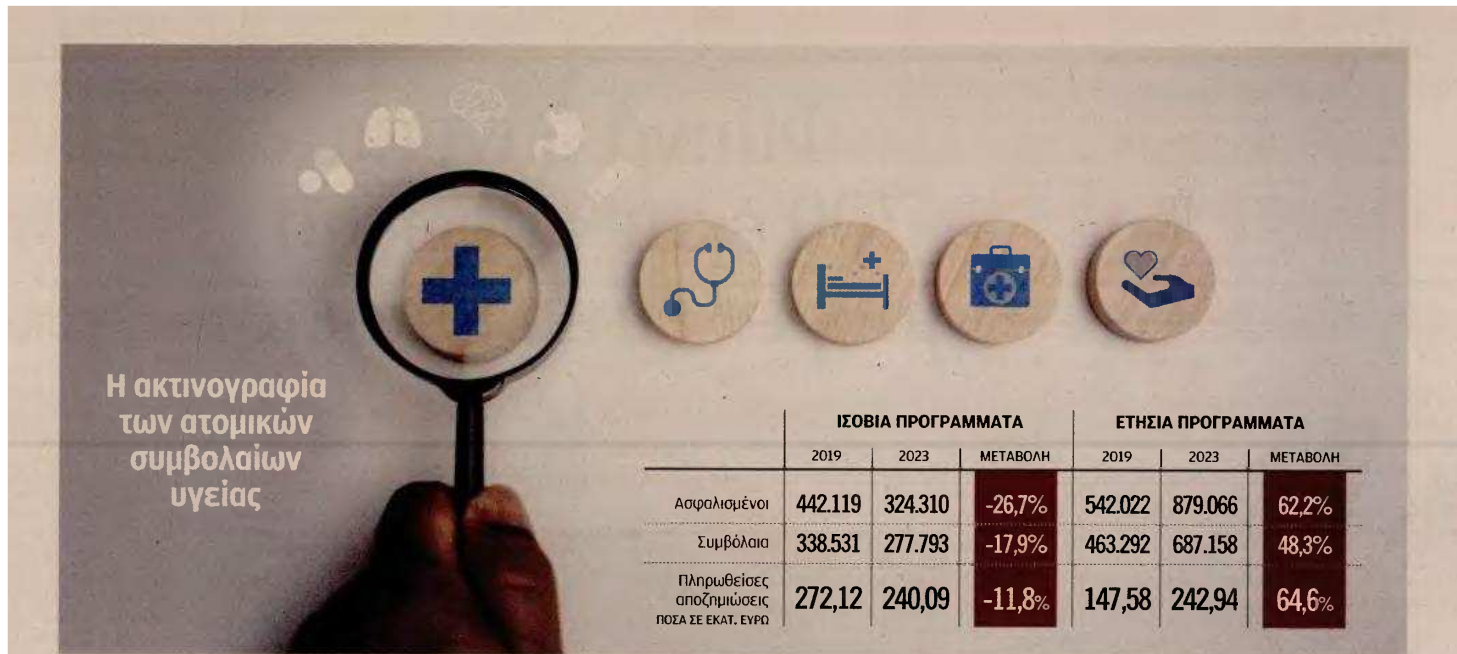 Η ακτινογραφία
των ατομικών
συμβολαίων
υγείας
ΙΣΟΒΙΑ ΠΡΟΓΡΑΜΜΑΤΑ ΕΤΗΣΙΑ ΠΡΟΓΡΑΜΜΑΤΑ
2019 2023 ΜΕΤΑΒΟΛΗ 2019 2023 ΜΕΤΑΒΟΛΗ
Ασφαλισμένοι 442.119 324.310 -26,7% 542.022 879.066 62,2%
Συμβόλαια 338.531 277.793 -17,9% 463.292 687.158 48,3%
Πληρωθείσες
αποζημιώσεις 272,12 240,09 -11,8% 147,58 242,94 64,6%
ΠΟΣΑ ΣΕ ΕΚΑΤ. ΕΥΡΩ